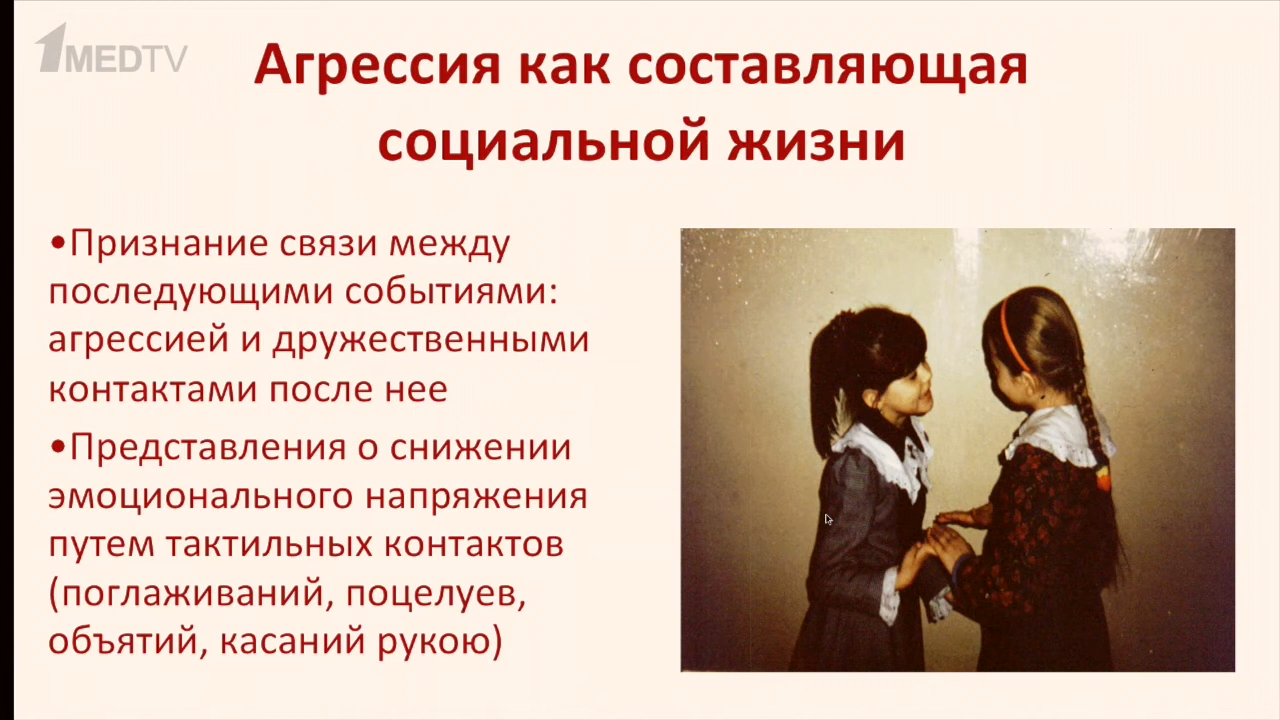 1MEDTV
Агрессия как составляющая
социальной жизни
•Признание связи между
последующими событиями:
агрессией и дружественными
контактами после нее
•Представления о снижении
эмоционального напряжения
путем тактильных контактов
(поглаживаний, поцелуев,
объятий, касаний рукою)